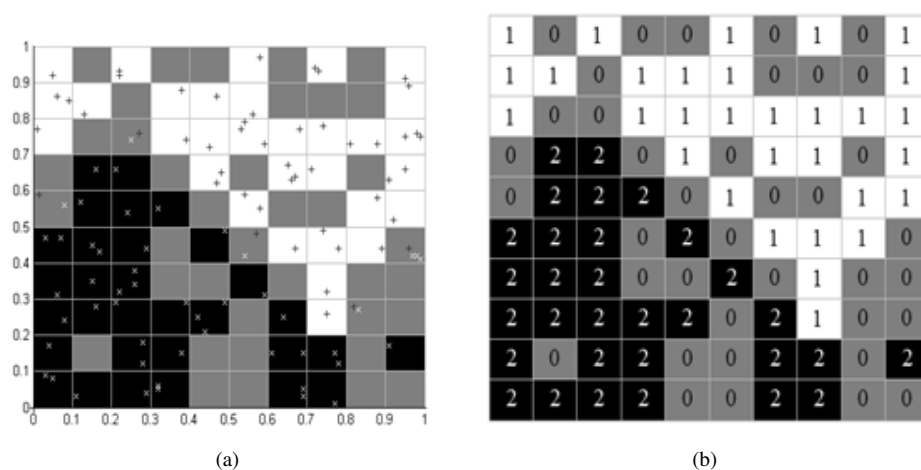 1
0.9
0.8
0.7
0.6
0.5
0.4
0.3
0.2
0.1
0
0 0.1 0.2 0.3 0.4 0.5 0.6 0.7 0.8 0.9 1
(a)
1 0 1 0 0 1 0 1 0 1
1 1 0 1 1 1 0 0 0 1
1 0 0 1 1 1 1 1 1 1
0 2 2 0 1 0 1 1 0 1
0 2 2 2 0 1 0 0 1 1
2 2 2 0 2 0 1 1 1 0
2 2 2 0 0 2 0 1 0 0
2 2 2 2 2 0 2 1 0 0
2 0 2 2 0 0 2 2 0 2
2 2 2 2 0 0 2 2 0 0
(b)